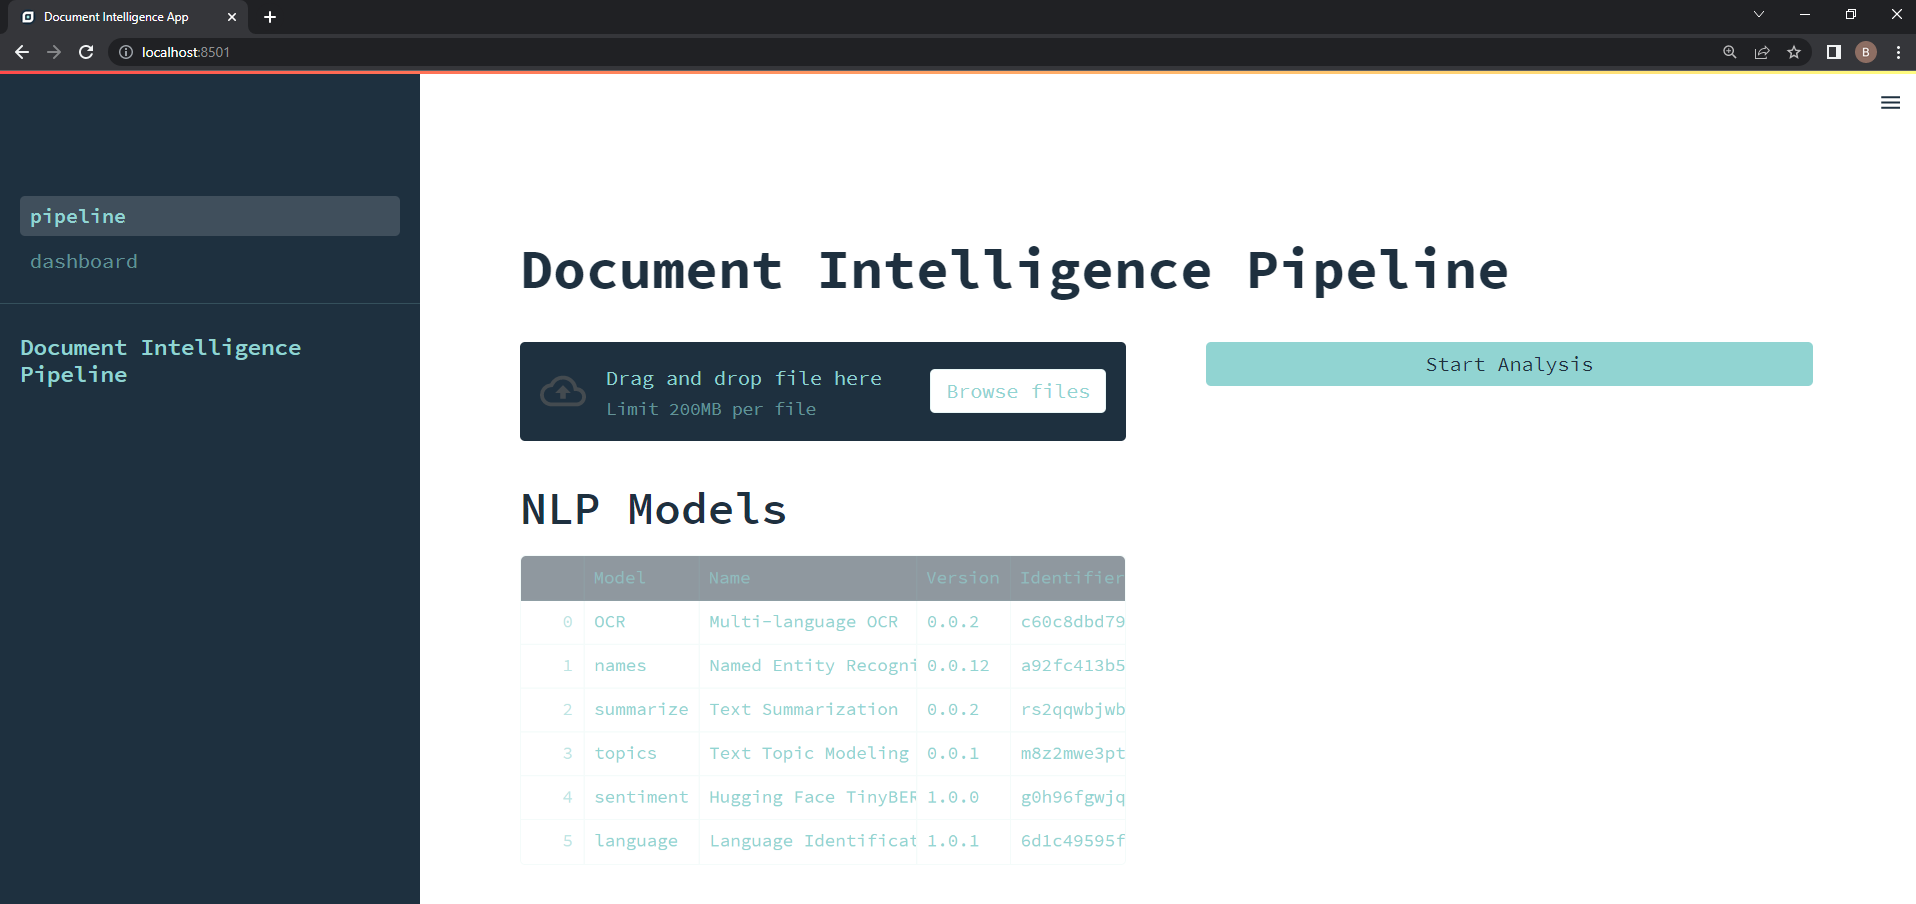 Document Intelligence App
localhost:8501
B
pipeline
dashboard
Document Intelligence
Pipeline
Document Intelligence Pipeline
Drag and drop file here
Limit 200MB per file
Browse files
Start Analysis
NLP Models
Model Name Version Identifier
0 OCR Multi-language OCR 0.0.2 c60c8dbd79
1 names Named Entity Recogni 0.0.12 a92fc413b5
2 summarize Text Summarization 0.0.2 rs2qqwbjwb
3 topics Text Topic Modeling 0.0.1 m8z2mwe3pt
4 sentiment Hugging Face TinyBER 1.0.0 g0h96fgwjq
5 language Language Identificat 1.0.1 6d1c49595f